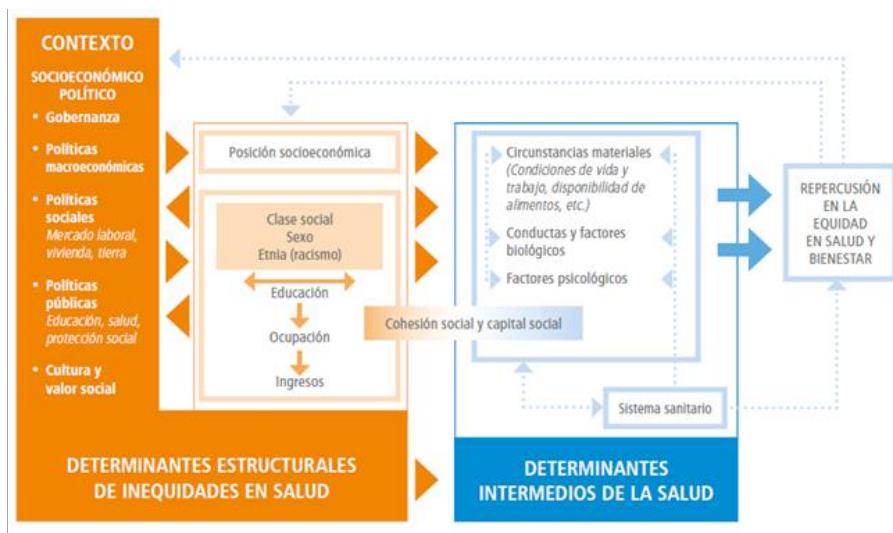 CONTEXTO
SOCIOECONÓMICO
POLÍTICO
• Gobernanza
• Políticas
macroeconómicas
• Políticas
sociales
Mercado laboral,
vivienda, tierra
• Políticas
públicas
Educación, salud,
protección social
• Cultura y
valor social
Posición socioeconómica
Clase social
Sexo
Etnia (racismo)
Educación
Ocupación
Ingresos
Cohesión social y capital social
Circunstancias materiales
(Condiciones de vida y
trabajo, disponibilidad de
alimentos, etc.)
Conductas y factores
biológicos
Factores psicológicos
Sistema sanitario
REPERCUSIÓN
EN LA
EQUIDAD
EN SALUD Y
BIENESTAR
DETERMINANTES ESTRUCTURALES
DE INEQUIDADES EN SALUD
DETERMINANTES
INTERMEDIOS DE LA SALUD